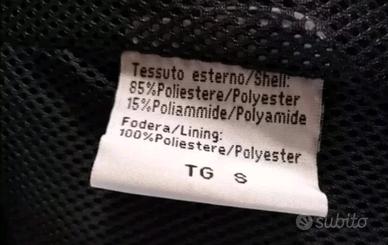 Tessuto esterno/Shell:
85%Poliestere/Polyester
15%Poliammide/Polyamide
Fodera/Lining:
100%Poliestere/Polyester
TG S
subito